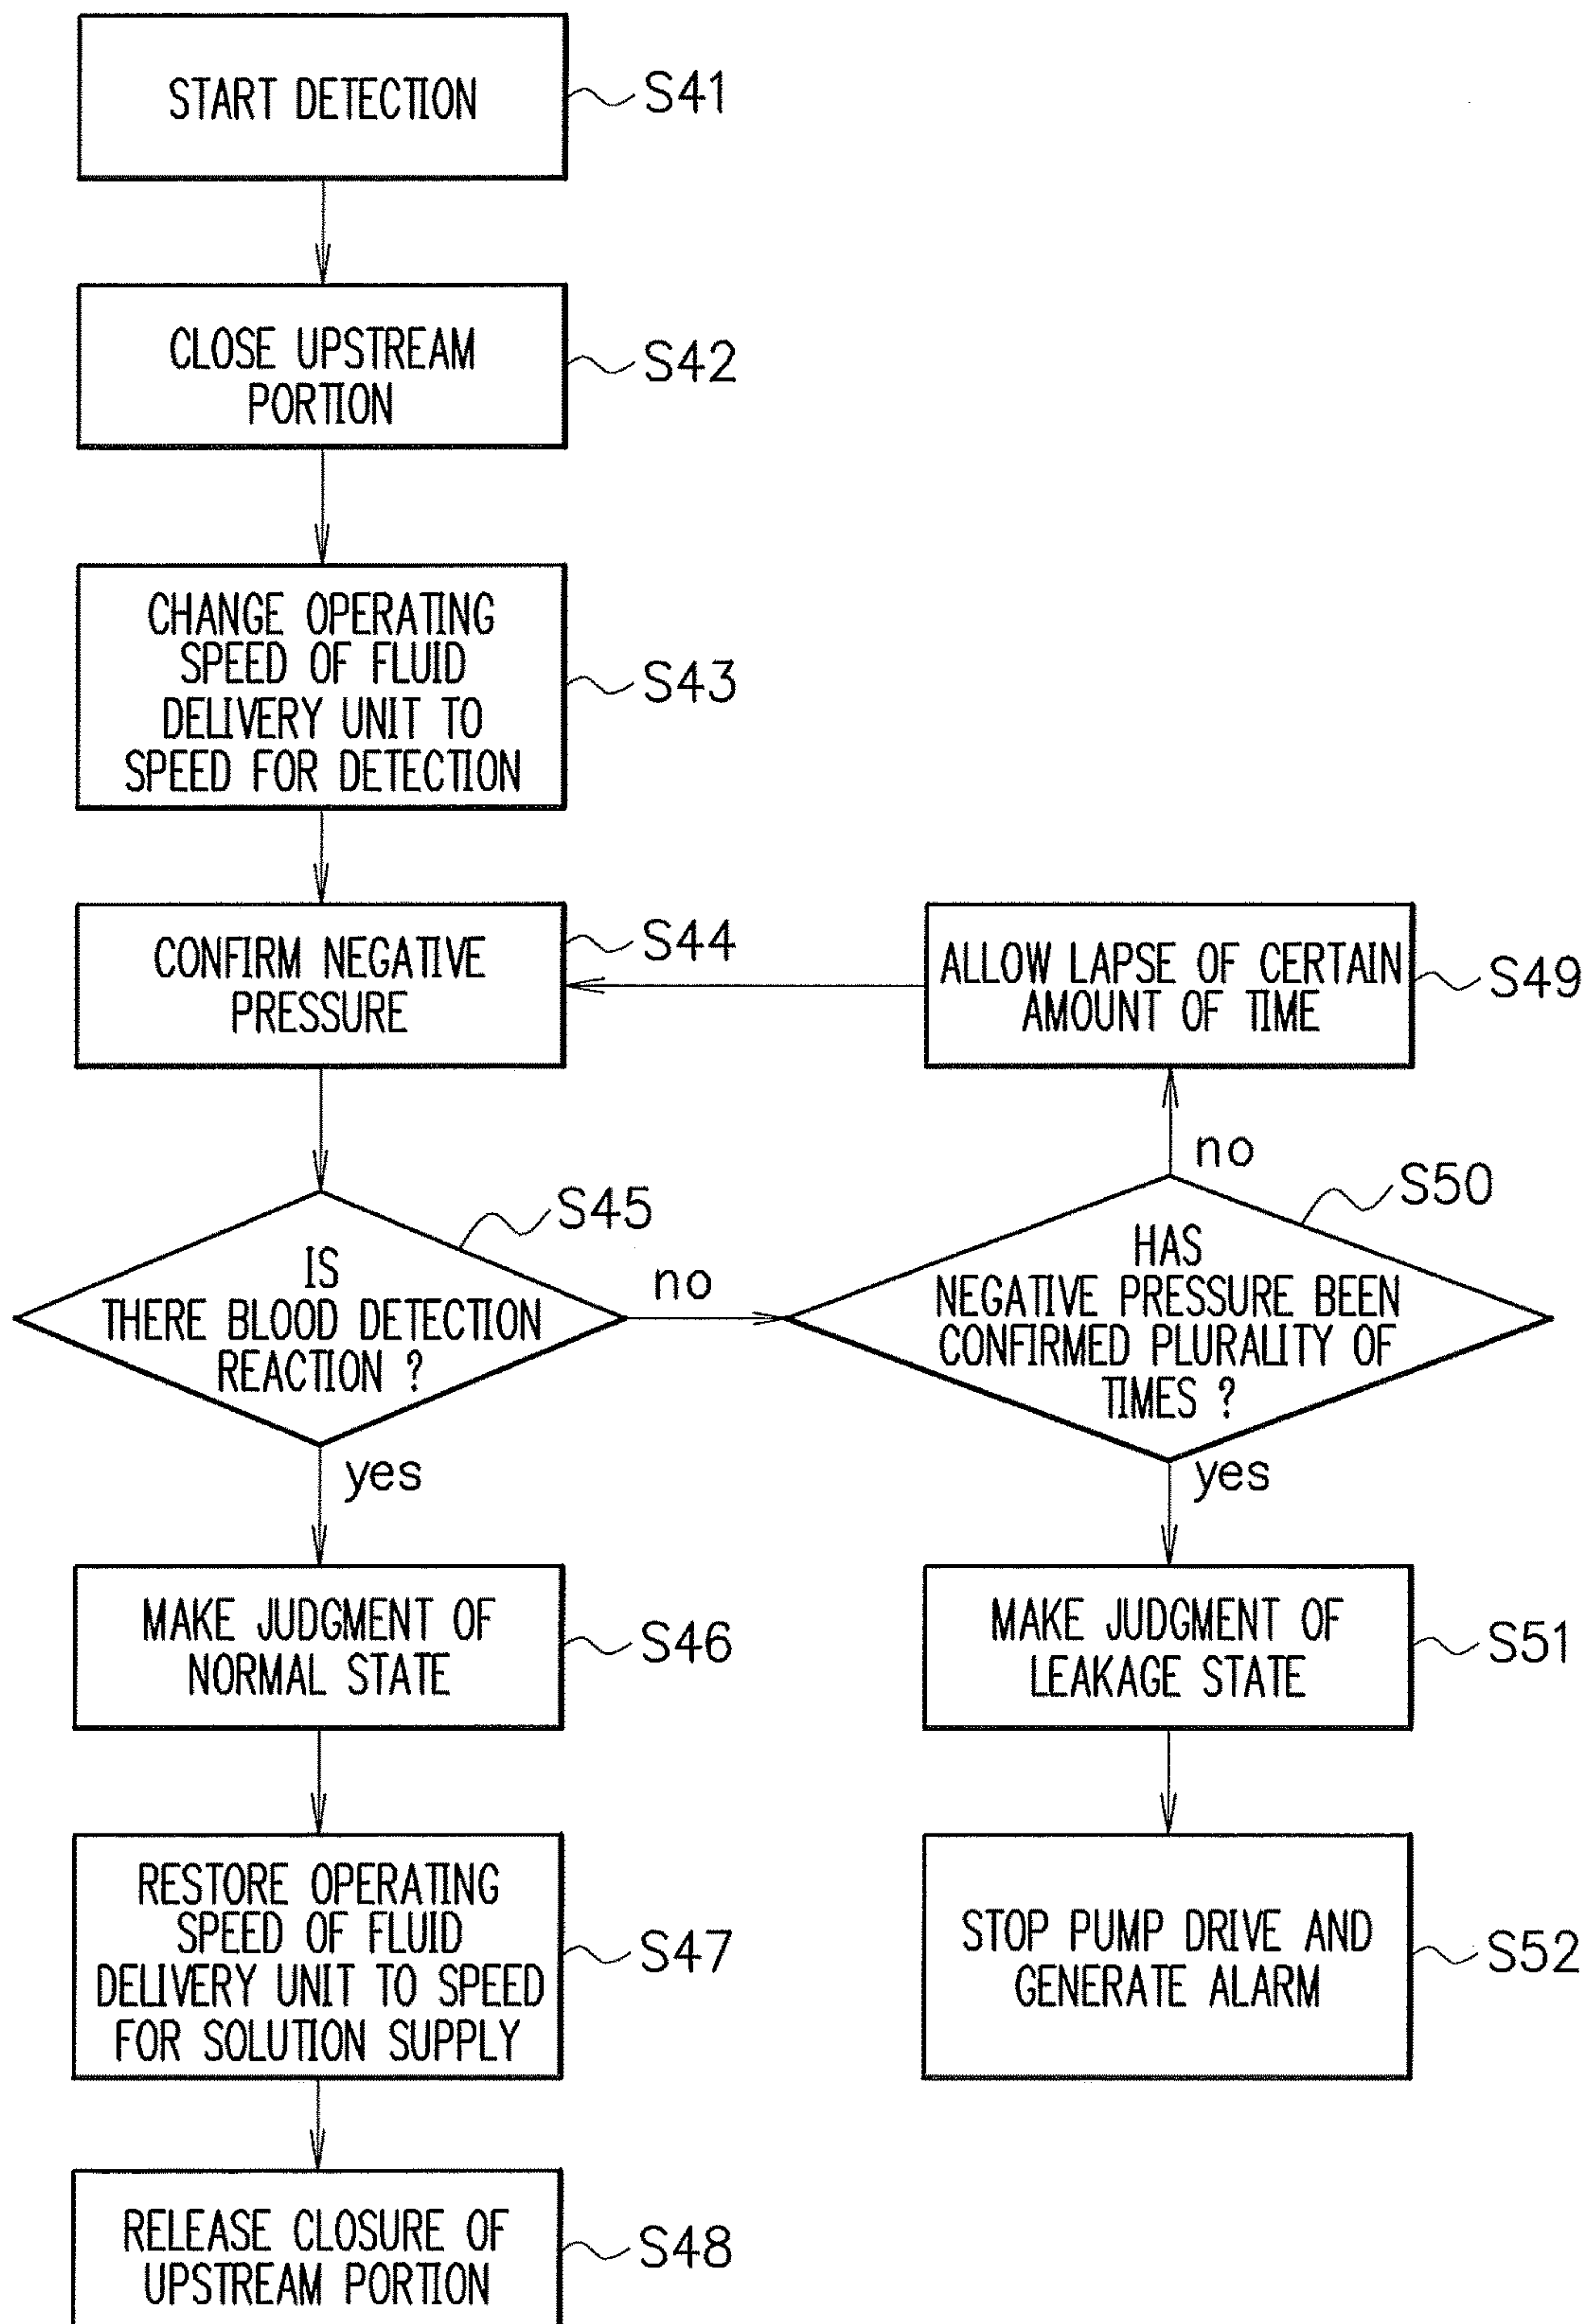 START DETECTION
S41
CLOSE UPSTREAM
PORTION
S42
CHANGE OPERATING
SPEED OF FLUID
DELIVERY UNIT TO
SPEED FOR DETECTION
S43
CONFIRM NEGATIVE
PRESSURE
S44
ALLOW LAPSE OF CERTAIN
AMOUNT OF TIME
S49
IS
THERE BLOOD DETECTION
REACTION ?
S45
no
yes
HAS
NEGATIVE PRESSURE BEEN
CONFIRMED PLURALITY OF
TIMES ?
S50
no
yes
MAKE JUDGMENT OF
NORMAL STATE
S46
MAKE JUDGMENT OF
LEAKAGE STATE
S51
RESTORE OPERATING
SPEED OF FLUID
DELIVERY UNIT TO SPEED
FOR SOLUTION SUPPLY
S47
STOP PUMP DRIVE AND
GENERATE ALARM
S52
RELEASE CLOSURE OF
UPSTREAM PORTION
S48